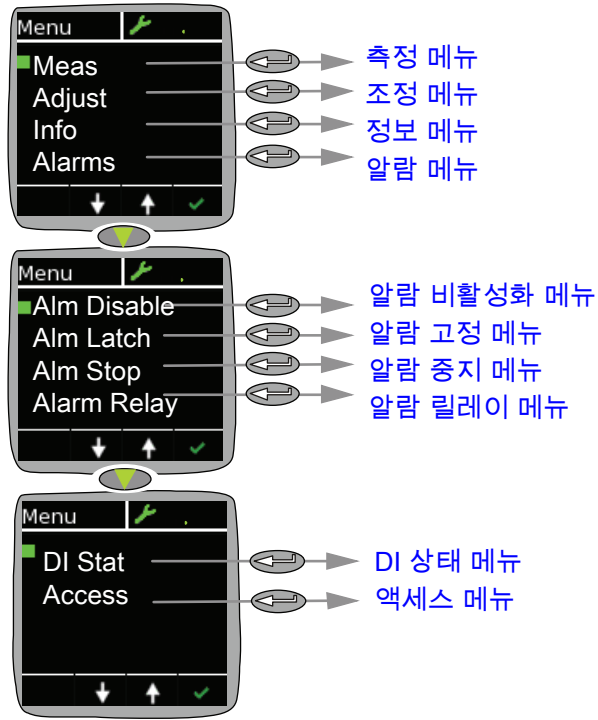 Menu
Meas 측정 메뉴
Adjust 조정 메뉴
Info 정보 메뉴
Alarms 알람 메뉴
Menu
Alm Disable 알람 비활성화 메뉴
Alm Latch 알람 고정 메뉴
Alm Stop 알람 중지 메뉴
Alarm Relay 알람 릴레이 메뉴
Menu
DI Stat DI 상태 메뉴
Access 액세스 메뉴